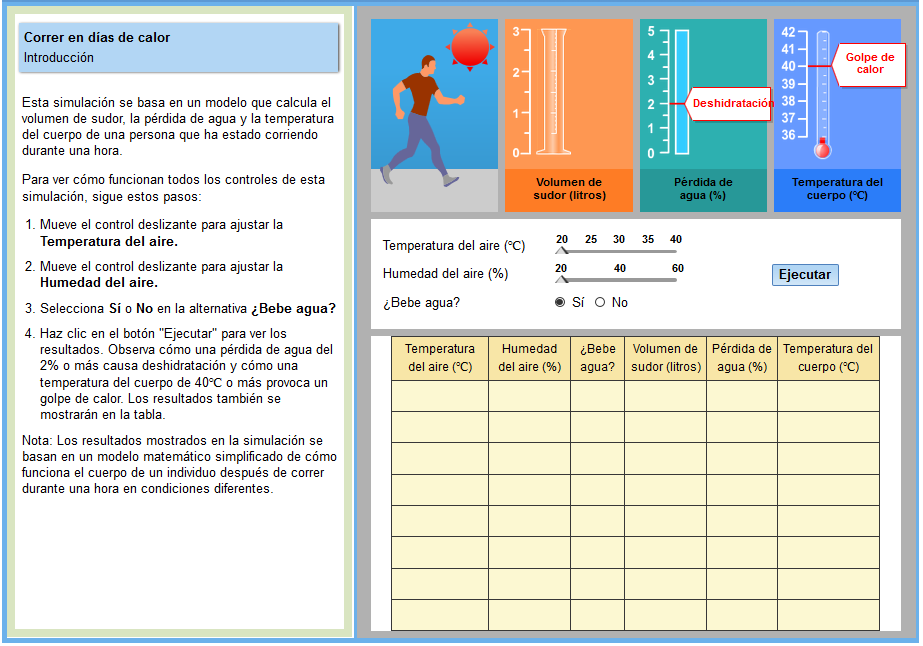 Correr en días de calor
Introducción
Esta simulación se basa en un modelo que calcula el
volumen de sudor, la pérdida de agua y la temperatura
del cuerpo de una persona que ha estado corriendo
durante una hora.
Para ver cómo funcionan todos los controles de esta
simulación, sigue estos pasos:
1. Mueve el control deslizante para ajustar la
Temperatura del aire.
2. Mueve el control deslizante para ajustar la
Humedad del aire.
3. Selecciona Sí o No en la alternativa ¿Bebe agua?
4. Haz clic en el botón "Ejecutar" para ver los
resultados. Observa cómo una pérdida de agua del
2% o más causa deshidratación y cómo una
temperatura del cuerpo de 40°C o más provoca un
golpe de calor. Los resultados también se
mostrarán en la tabla.
Nota: Los resultados mostrados en la simulación se
basan en un modelo matemático simplificado de cómo
funciona el cuerpo de un individuo después de correr
durante una hora en condiciones diferentes.
3
2
1
0
Volumen de
sudor (litros)
5
4
3
2
1
0
Deshidratación
Pérdida de
agua (%)
42
41
40
39
38
37
36
Golpe de
calor
Temperatura del
cuerpo (°C)
Temperatura del aire (°C) 20 25 30 35 40
Humedad del aire (%) 20 40 60
¿Bebe agua? Sí No
Ejecutar
Temperatura Humedad ¿Bebe Volumen de Pérdida de Temperatura del
del aire (°C) del aire (%) agua? sudor (litros) agua (%) cuerpo (°C)